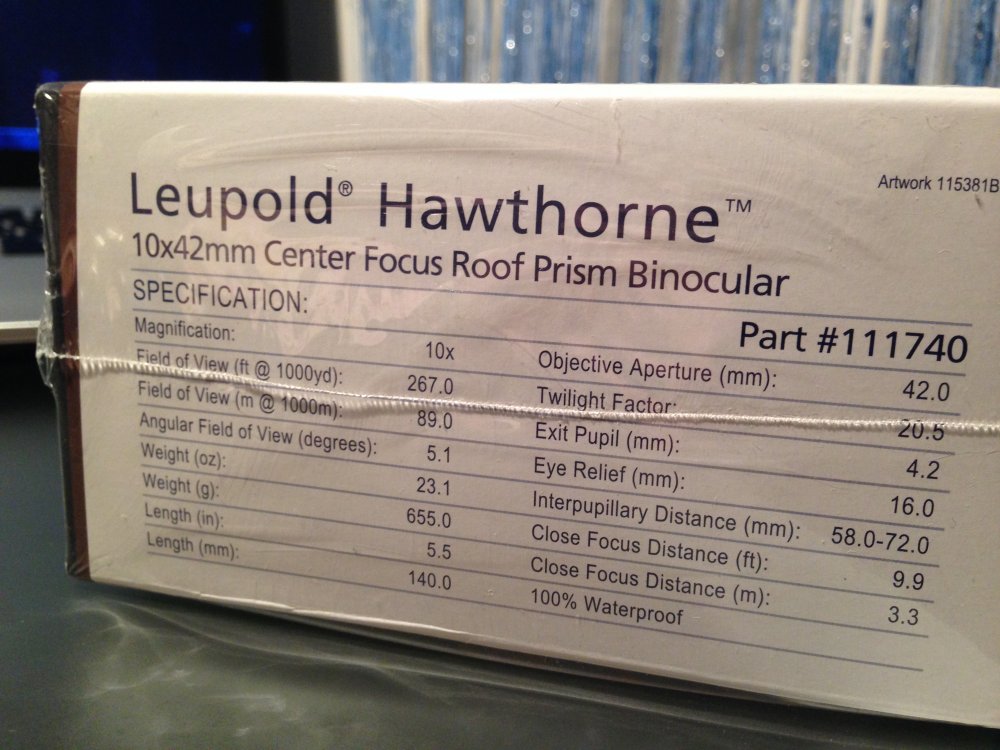 Artwork 115381B
Leupold® Hawthorne™
10x42mm Center Focus Roof Prism Binocular
SPECIFICATION:
Part #111740
Magnification: 10x
Field of View (ft @ 1000yd): 267.0
Field of View (m @ 1000m): 89.0
Angular Field of View (degrees): 5.1
Weight (oz): 23.1
Weight (g): 655.0
Length (in): 5.5
Length (mm): 140.0
Objective Aperture (mm): 42.0
Twilight Factor: 20.5
Exit Pupil (mm): 4.2
Eye Relief (mm): 16.0
Interpupillary Distance (mm): 58.0-72.0
Close Focus Distance (ft): 9.9
Close Focus Distance (m): 3.3
100% Waterproof